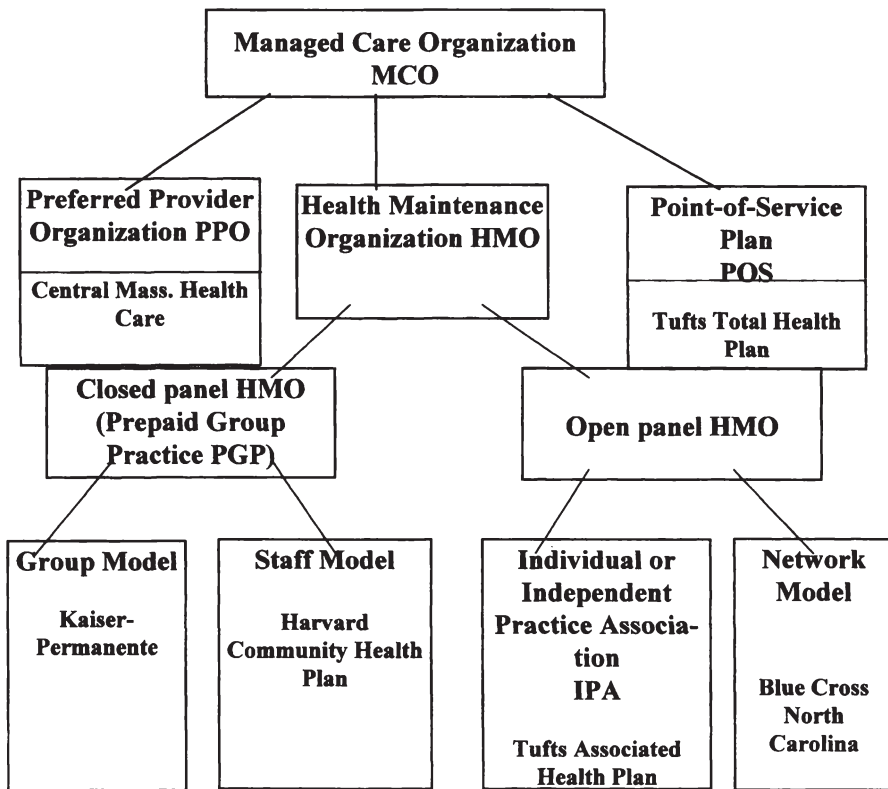 Managed Care Organization
MCO
Preferred Provider
Organization PPO
Central Mass. Health
Care
Health Maintenance
Organization HMO
Point-of-Service
Plan
POS
Tufts Total Health
Plan
Closed panel HMO
(Prepaid Group
Practice PGP)
Open panel HMO
Group Model
Kaiser-
Permanente
Staff Model
Harvard
Community Health
Plan
Individual or
Independent
Practice Associa-
tion
IPA
Tufts Associated
Health Plan
Network
Model
Blue Cross
North
Carolina